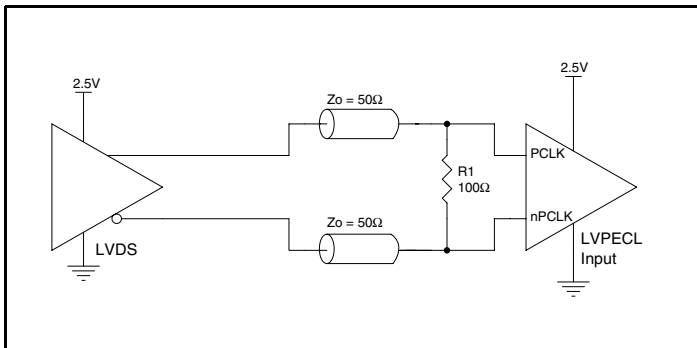 2.5V
2.5V
Zo = 50Ω
PCLK
R1
100Ω
nPCLK
Zo = 50Ω
LVDS
LVPECL
Input